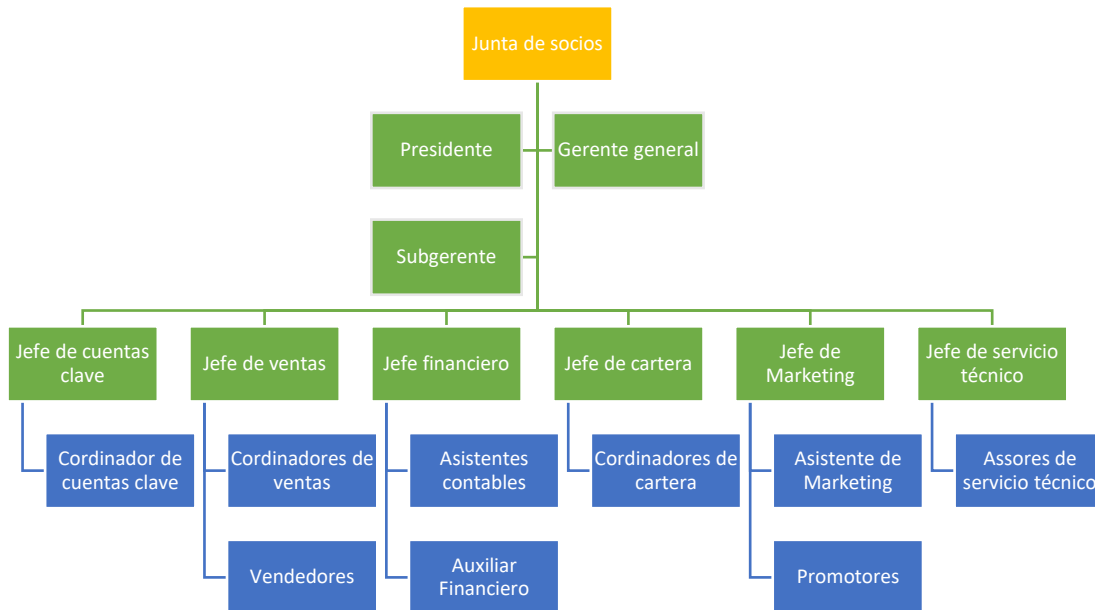 Junta de socios
Presidente
Gerente general
Subgerente
Jefe de cuentas
clave
Jefe de ventas
Jefe financiero
Jefe de cartera
Jefe de
Marketing
Jefe de servicio
técnico
Cordinador de
cuentas clave
Cordinadores de
ventas
Asistentes
contables
Cordinadores de
cartera
Asistente de
Marketing
Assores de
servicio técnico
Vendedores
Auxiliar
Financiero
Promotores